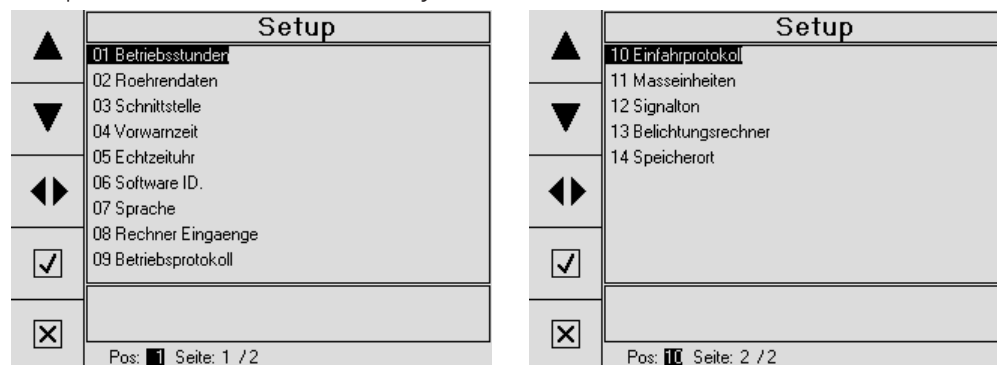 Setup
01 Betriebsstunden
02 Roehrendaten
03 Schnittstelle
04 Vorwarnzeit
05 Echtzeituhr
06 Software ID.
07 Sprache
08 Rechner Eingaenge
09 Betriebsprotokoll
Pos: 1 Seite: 1 / 2
Setup
10 Einfahrprotokoll
11 Masseinheiten
12 Signalton
13 Belichtungsrechner
14 Speicherort
Pos: 10 Seite: 2 / 2